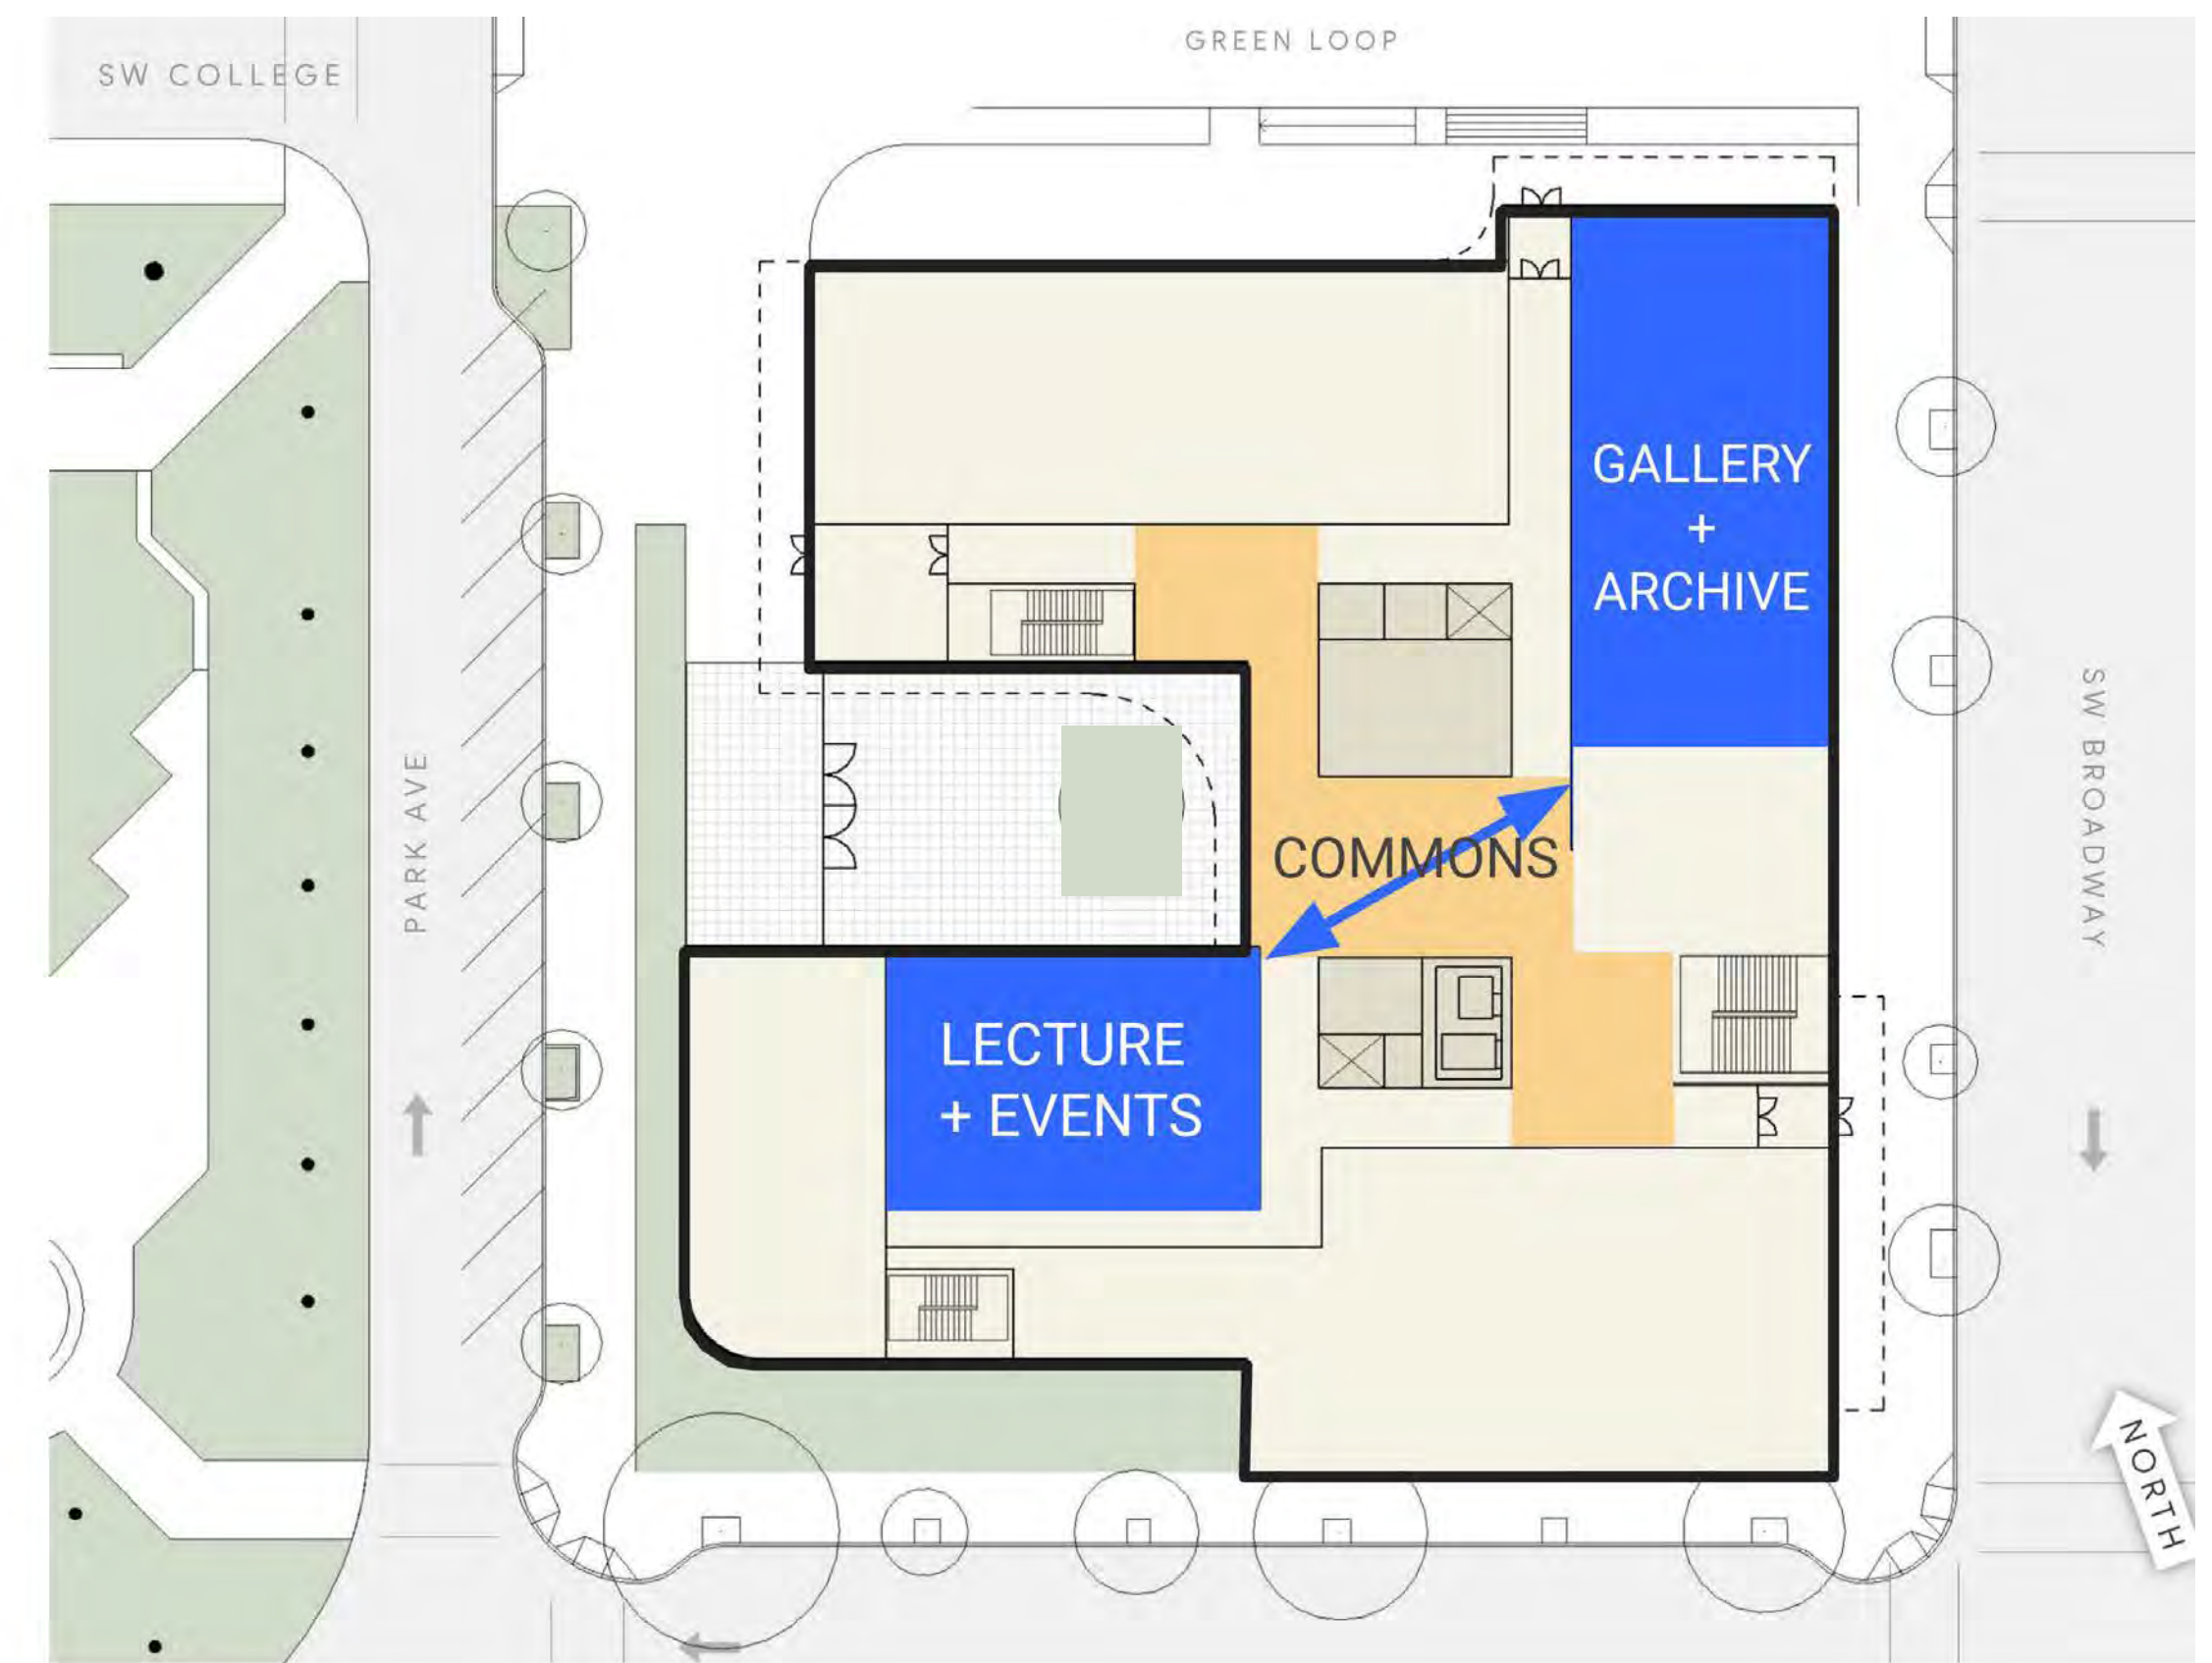 GREEN LOOP
SW COLLEGE
GALLERY
+
ARCHIVE
SW BROADWAY
PARK AVE
COMMONS
LECTURE
+ EVENTS
NORTH